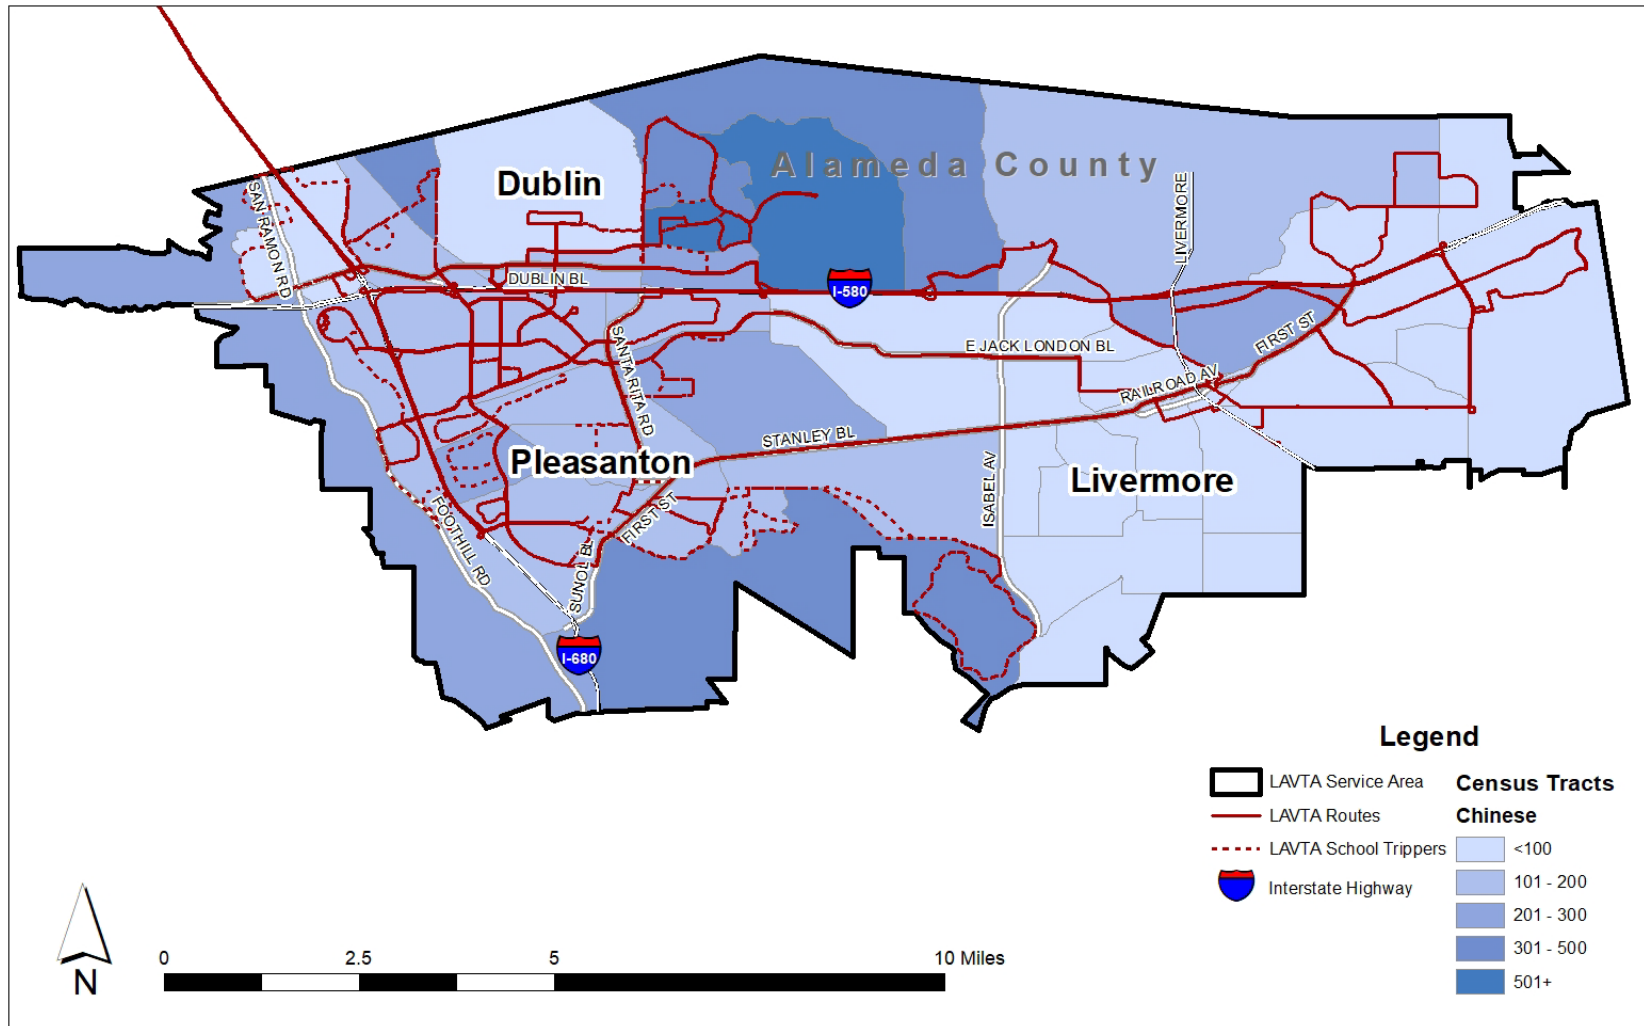 Alameda County
Dublin
SAN RAMON RD
LIVERMORE
DUBLIN BL
I-580
FIRST ST
E JACK LONDON BL
SANTA RITA RD
RAILROAD AV
STANLEY BL
Pleasanton
Livermore
ISABEL AV
FOOTHILL RD
FIRST ST
SUNOL BL
I-680
Legend
LAVTA Service Area
LAVTA Routes
LAVTA School Trippers
Interstate Highway
Census Tracts
Chinese
<100
101 - 200
201 - 300
301 - 500
501+
N
0 2.5 5 10 Miles